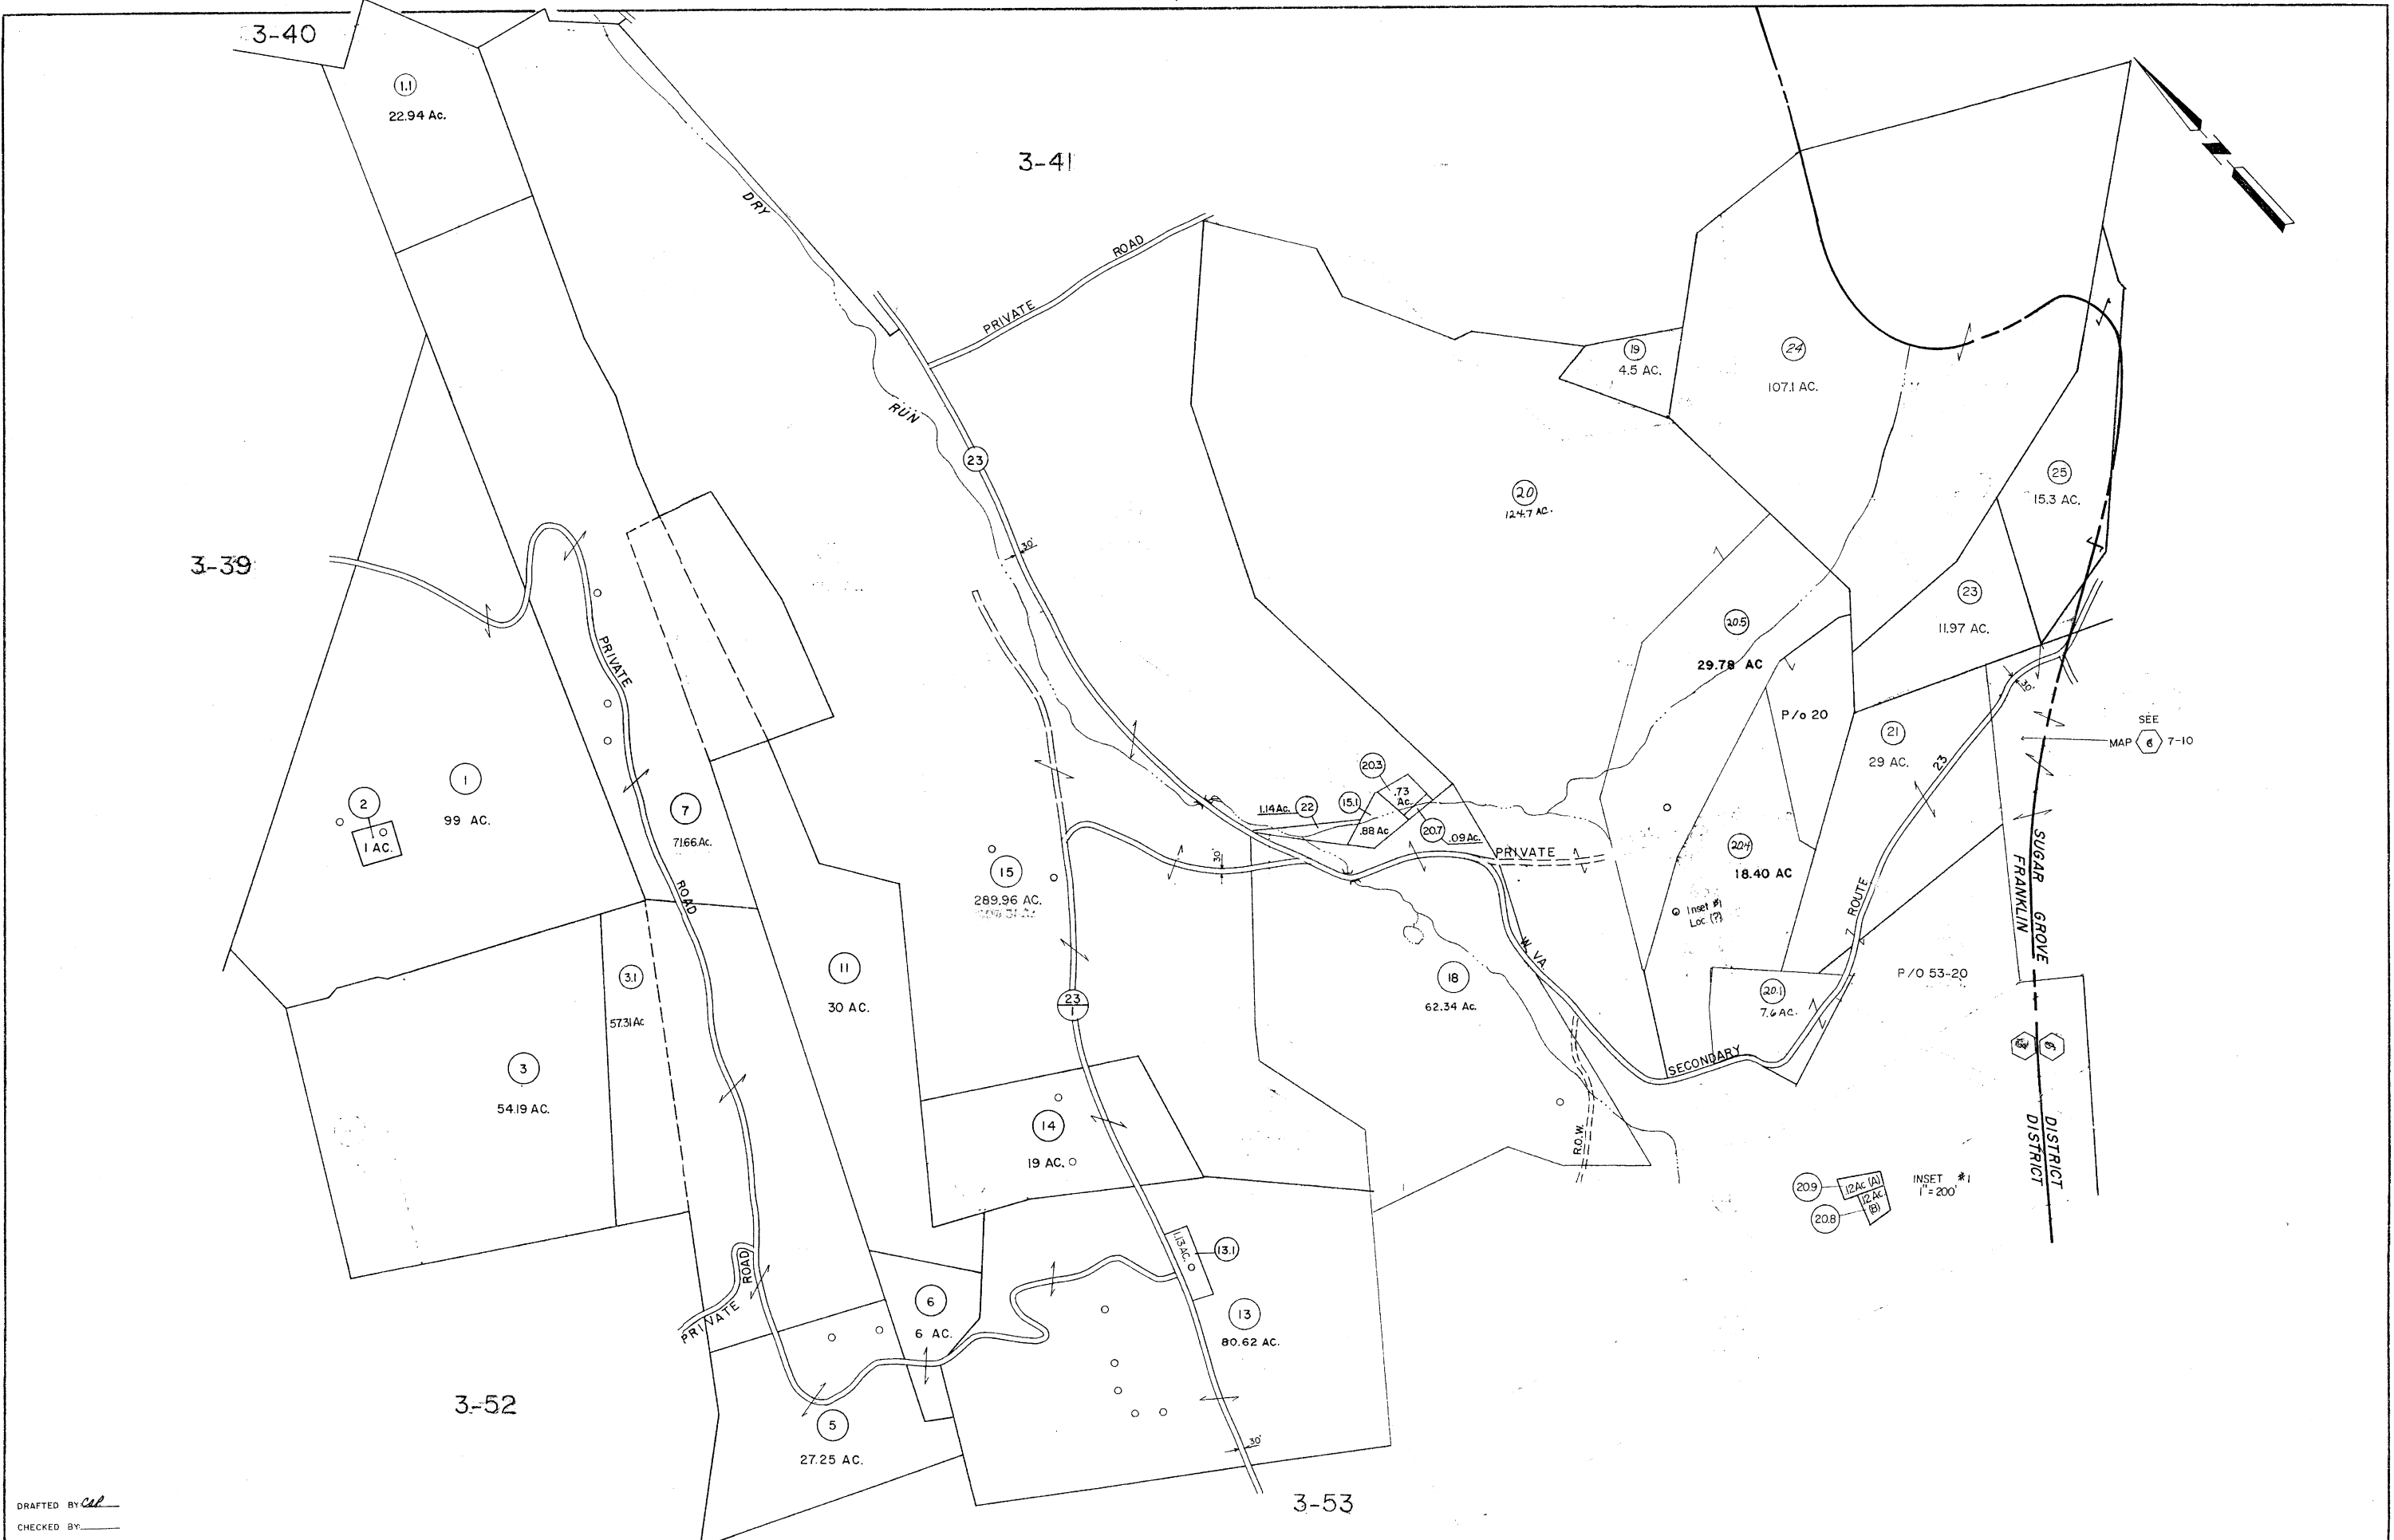 3-40
1.1
22.94 Ac.
3-41
DRY
RUN
PRIVATE ROAD
19
4.5 AC.
24
107.1 AC.
23
20
124.7 AC.
25
15.3 AC.
30'
3-39
23
11.97 AC.
20.5
29.78 AC
PRIVATE
ROAD
P/o 20
30'
21
29 AC.
23
SEE
MAP 6 7-10
1
99 AC.
2
1 AC.
7
71.66 Ac.
20.3
.73
Ac.
1.14 Ac. 22
15.1
.88 Ac
20.7
.09 Ac.
30'
PRIVATE
20.4
18.40 AC
Inset #1
Loc (?)
ROUTE
SUGAR GROVE
FRANKLIN
15
289.96 AC.
W. VA.
11
30 AC.
3.1
57.31 Ac
23
1
18
62.34 Ac.
20.1
7.6 AC.
P/O 53-20
SECONDARY
3
54.19 AC.
14
19 AC.
R.O.W.
DISTRICT
DISTRICT
20.9
.12Ac (A)
.12 Ac.
(B)
20.8
INSET #1
1"=200'
1.13 AC.
13.1
PRIVATE ROAD
6
6 AC.
13
80.62 AC.
5
27.25 AC.
30'
3-52
3-53
DRAFTED BY:
CHECKED BY: